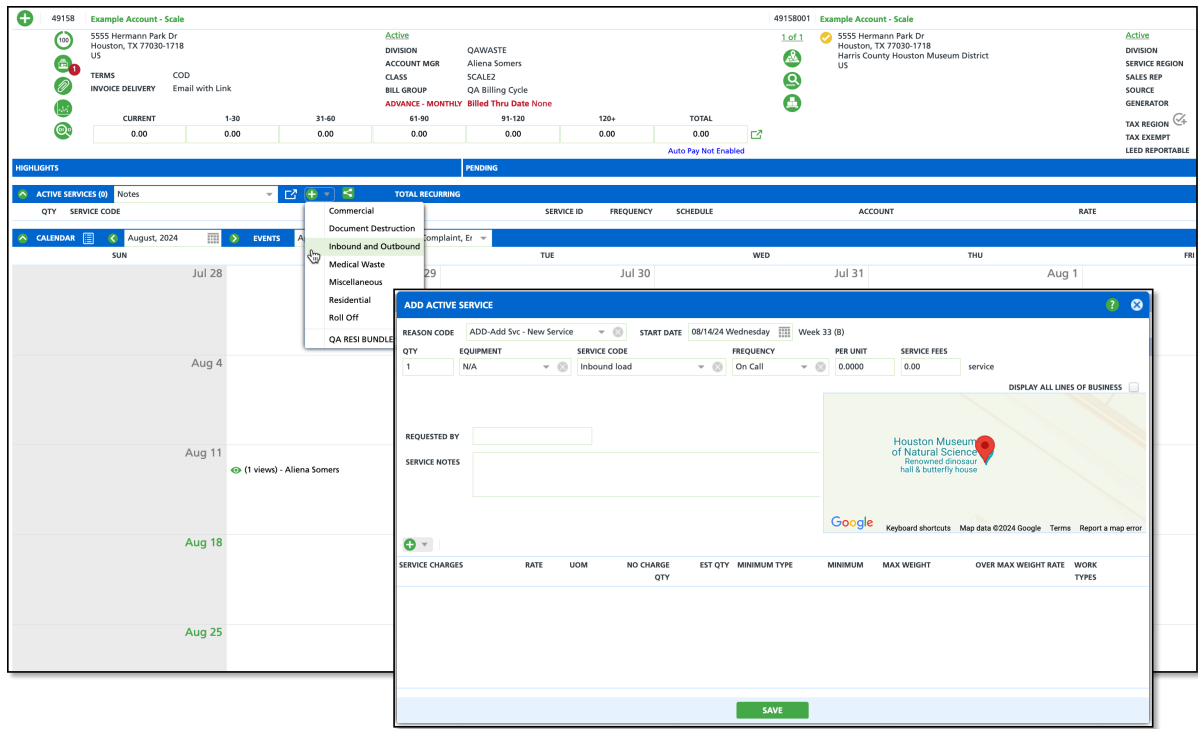 49158 Example Account - Scale
5555 Hermann Park Dr
Houston, TX 77030-1718
US
100
1
TERMS COD
INVOICE DELIVERY Email with Link
Active
DIVISION QAWASTE
ACCOUNT MGR Aliena Somers
CLASS SCALE2
BILL GROUP QA Billing Cycle
ADVANCE - MONTHLY Billed Thru Date None
CURRENT 1-30 31-60 61-90 91-120 120+ TOTAL
0.00 0.00 0.00 0.00 0.00 0.00 0.00
Auto Pay Not Enabled
49158001 Example Account - Scale
1 of 1
5555 Hermann Park Dr
Houston, TX 77030-1718
Harris County Houston Museum District
US
Active
DIVISION
SERVICE REGION
SALES REP
SOURCE
GENERATOR
TAX REGION
TAX EXEMPT
LEED REPORTABLE
HIGHLIGHTS PENDING
ACTIVE SERVICES (0) Notes TOTAL RECURRING
QTY SERVICE CODE SERVICE ID FREQUENCY SCHEDULE ACCOUNT RATE
Commercial
Document Destruction
Inbound and Outbound
Medical Waste
Miscellaneous
Residential
Roll Off
QA RESI BUNDLE
CALENDAR August, 2024 EVENTS A Complaint, Er
SUN TUE WED THU FRI
Jul 28 29 Jul 30 Jul 31 Aug 1
Aug 4
Aug 11
(1 views) - Aliena Somers
Aug 18
Aug 25
ADD ACTIVE SERVICE
?
REASON CODE ADD-Add Svc - New Service START DATE 08/14/24 Wednesday Week 33 (B)
QTY EQUIPMENT SERVICE CODE FREQUENCY PER UNIT SERVICE FEES
1 N/A Inbound load On Call 0.0000 0.00 service
DISPLAY ALL LINES OF BUSINESS
REQUESTED BY
SERVICE NOTES
Houston Museum
of Natural Science
Renowned dinosaur
hall & butterfly house
Google Keyboard shortcuts Map data ©2024 Google Terms Report a map error
SERVICE CHARGES RATE UOM NO CHARGE QTY EST QTY MINIMUM TYPE MINIMUM MAX WEIGHT OVER MAX WEIGHT RATE WORK TYPES
SAVE